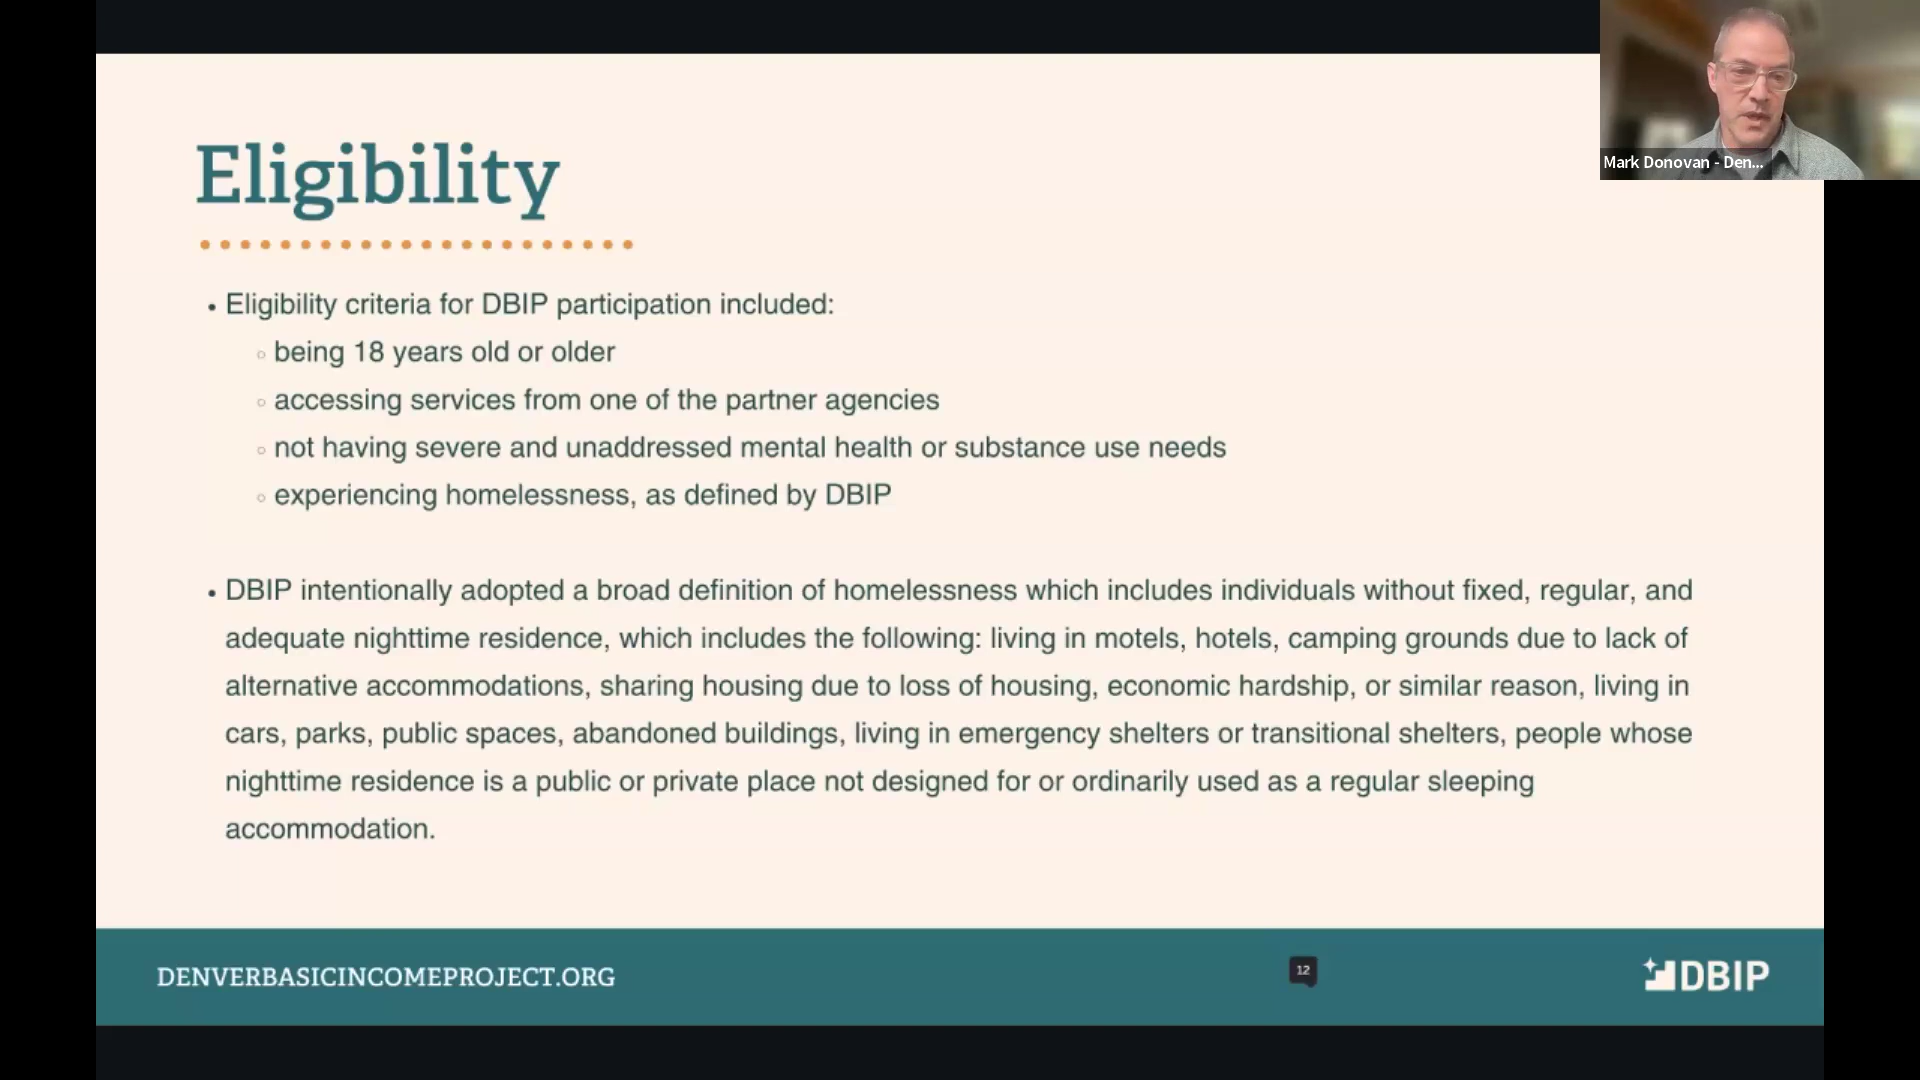 Mark Donovan - Den...
Eligibility
• Eligibility criteria for DBIP participation included:
◦ being 18 years old or older
◦ accessing services from one of the partner agencies
◦ not having severe and unaddressed mental health or substance use needs
◦ experiencing homelessness, as defined by DBIP
• DBIP intentionally adopted a broad definition of homelessness which includes individuals without fixed, regular, and
adequate nighttime residence, which includes the following: living in motels, hotels, camping grounds due to lack of
alternative accommodations, sharing housing due to loss of housing, economic hardship, or similar reason, living in
cars, parks, public spaces, abandoned buildings, living in emergency shelters or transitional shelters, people whose
nighttime residence is a public or private place not designed for or ordinarily used as a regular sleeping
accommodation.
DENVERBASICINCOMEPROJECT.ORG
12
DBIP